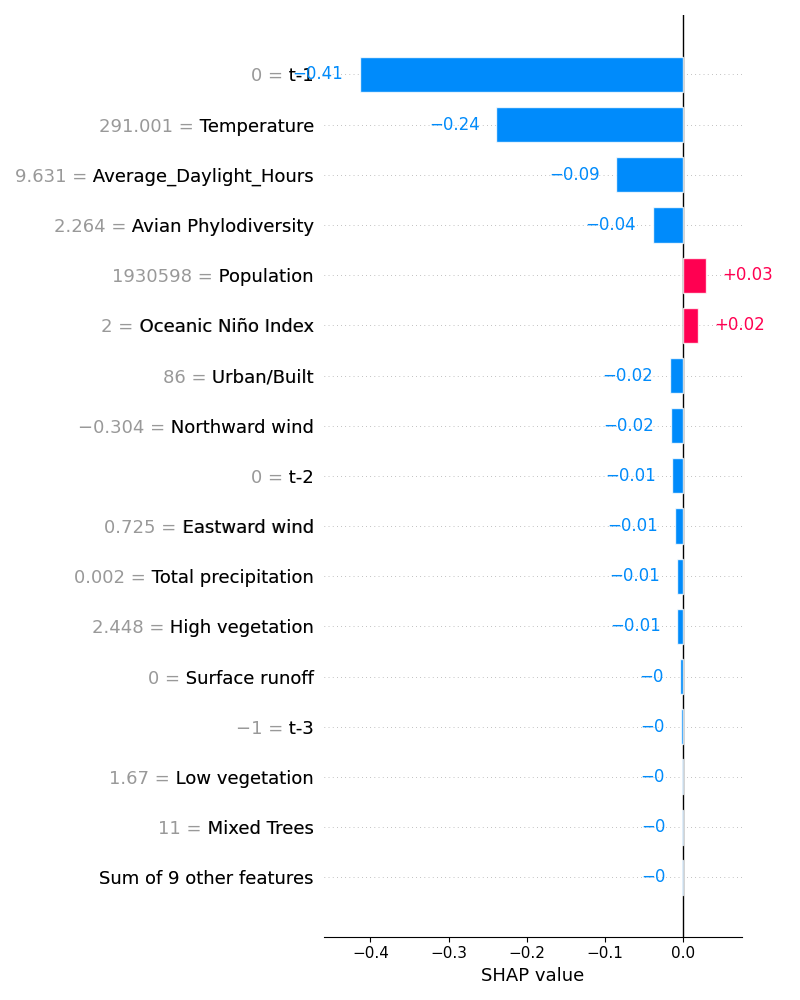 0 = t-1 −0.41
291.001 = Temperature −0.24
9.631 = Average_Daylight_Hours −0.09
2.264 = Avian Phylodiversity −0.04
1930598 = Population +0.03
2 = Oceanic Niño Index +0.02
86 = Urban/Built −0.02
−0.304 = Northward wind −0.02
0 = t-2 −0.01
0.725 = Eastward wind −0.01
0.002 = Total precipitation −0.01
2.448 = High vegetation −0.01
0 = Surface runoff −0
−1 = t-3 −0
1.67 = Low vegetation −0
11 = Mixed Trees −0
Sum of 9 other features −0
−0.4 −0.3 −0.2 −0.1 0.0
SHAP value